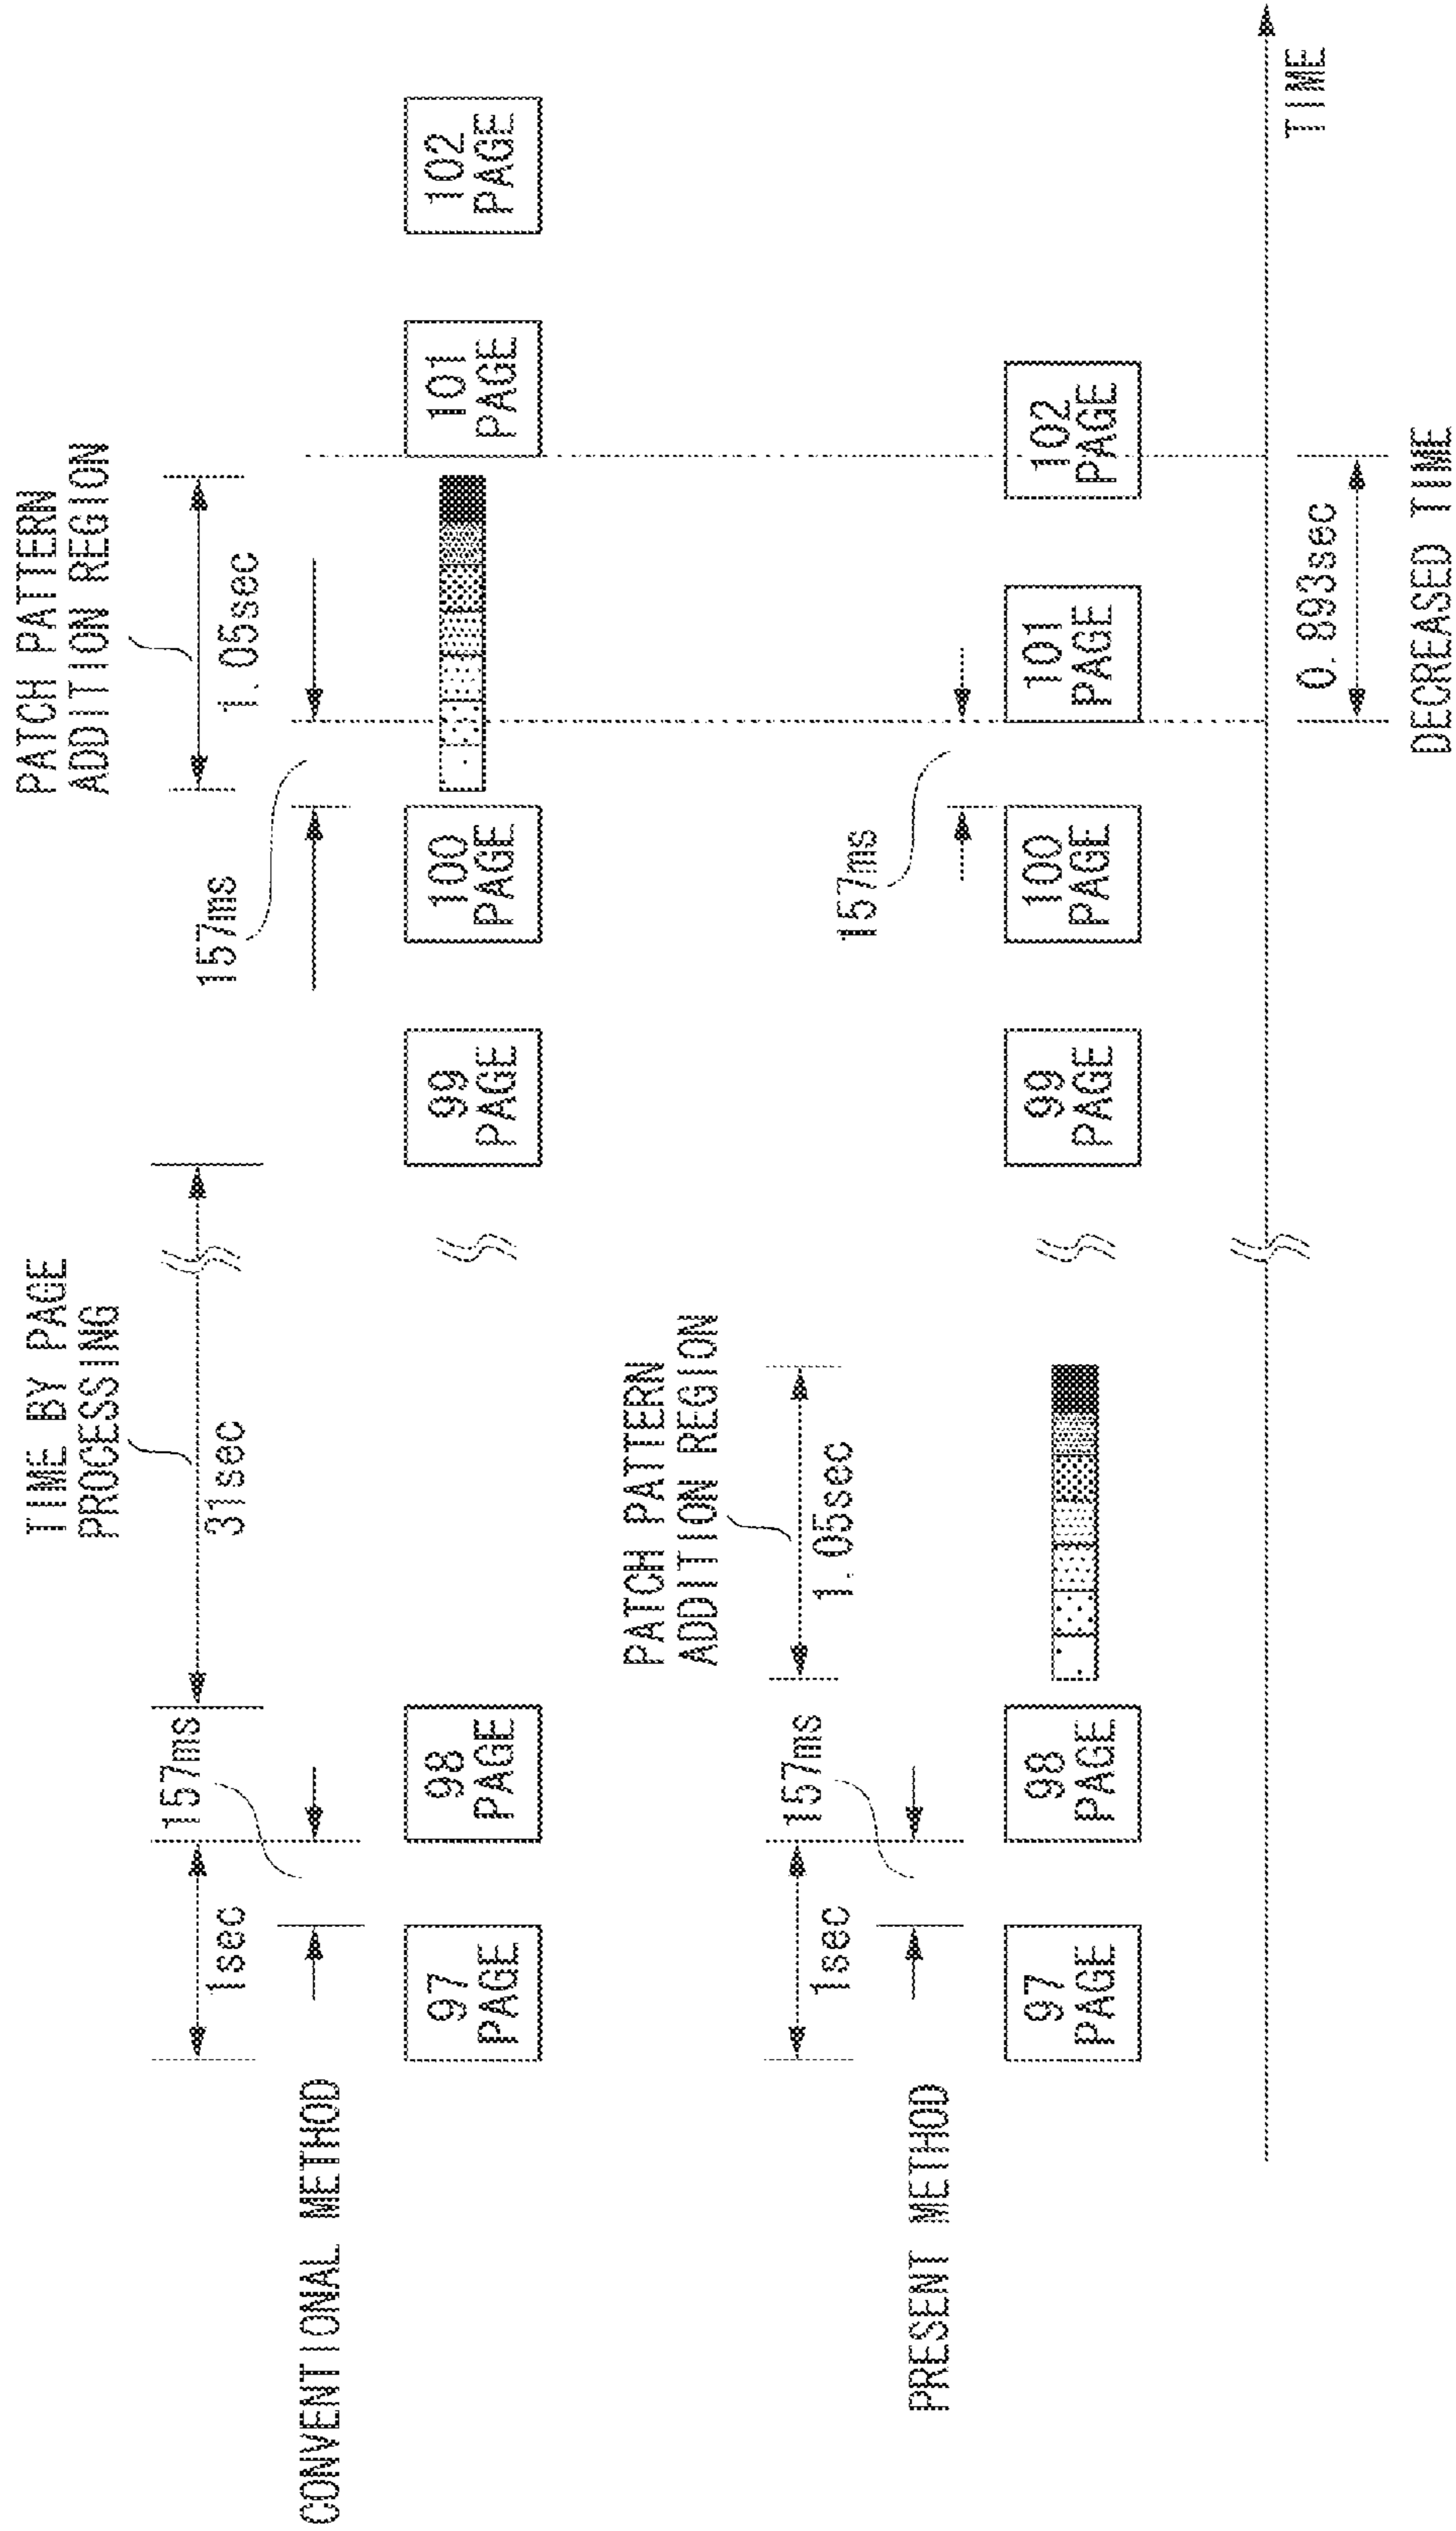 CONVENTIONAL METHOD
TIME BY PAGE
PROCESSING
31sec
PATCH PATTERN
ADDITION REGION
1.05sec
1sec
157ms
157ms
97
PAGE
98
PAGE
99
PAGE
100
PAGE
101
PAGE
102
PAGE
PRESENT METHOD
PATCH PATTERN
ADDITION REGION
1.05sec
1sec
157ms
157ms
97
PAGE
98
PAGE
99
PAGE
100
PAGE
101
PAGE
102
PAGE
TIME
0.893sec
DECREASED TIME